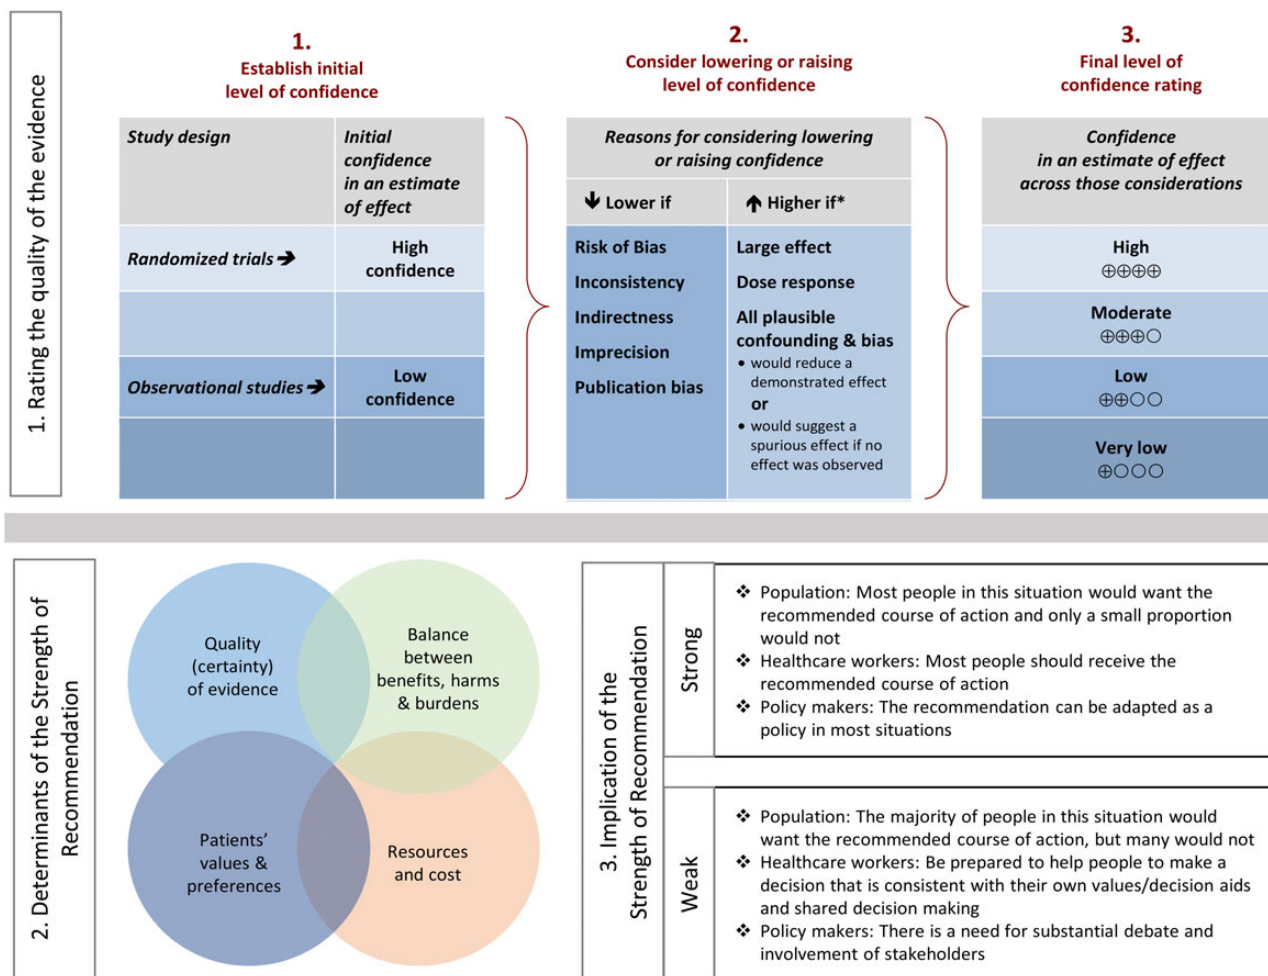 1. Rating the quality of the evidence
1.
Establish initial
level of confidence
Study design
Initial
confidence
in an estimate
of effect
Randomized trials ➔
High
confidence
Observational studies ➔
Low
confidence
2.
Consider lowering or raising
level of confidence
Reasons for considering lowering
or raising confidence
🡇 Lower if
🡅 Higher if*
Risk of Bias
Inconsistency
Indirectness
Imprecision
Publication bias
Large effect
Dose response
All plausible
confounding & bias
• would reduce a
demonstrated effect
or
• would suggest a
spurious effect if no
effect was observed
3.
Final level of
confidence rating
Confidence
in an estimate of effect
across those considerations
High
⊕⊕⊕⊕
Moderate
⊕⊕⊕○
Low
⊕⊕○○
Very low
⊕○○○
2. Determinants of the Strength of
Recommendation
Quality
(certainty)
of evidence
Balance
between
benefits, harms
& burdens
Patients'
values &
preferences
Resources
and cost
3. Implication of the
Strength of Recommendation
Strong
❖ Population: Most people in this situation would want the
recommended course of action and only a small proportion
would not
❖ Healthcare workers: Most people should receive the
recommended course of action
❖ Policy makers: The recommendation can be adapted as a
policy in most situations
Weak
❖ Population: The majority of people in this situation would
want the recommended course of action, but many would not
❖ Healthcare workers: Be prepared to help people to make a
decision that is consistent with their own values/decision aids
and shared decision making
❖ Policy makers: There is a need for substantial debate and
involvement of stakeholders